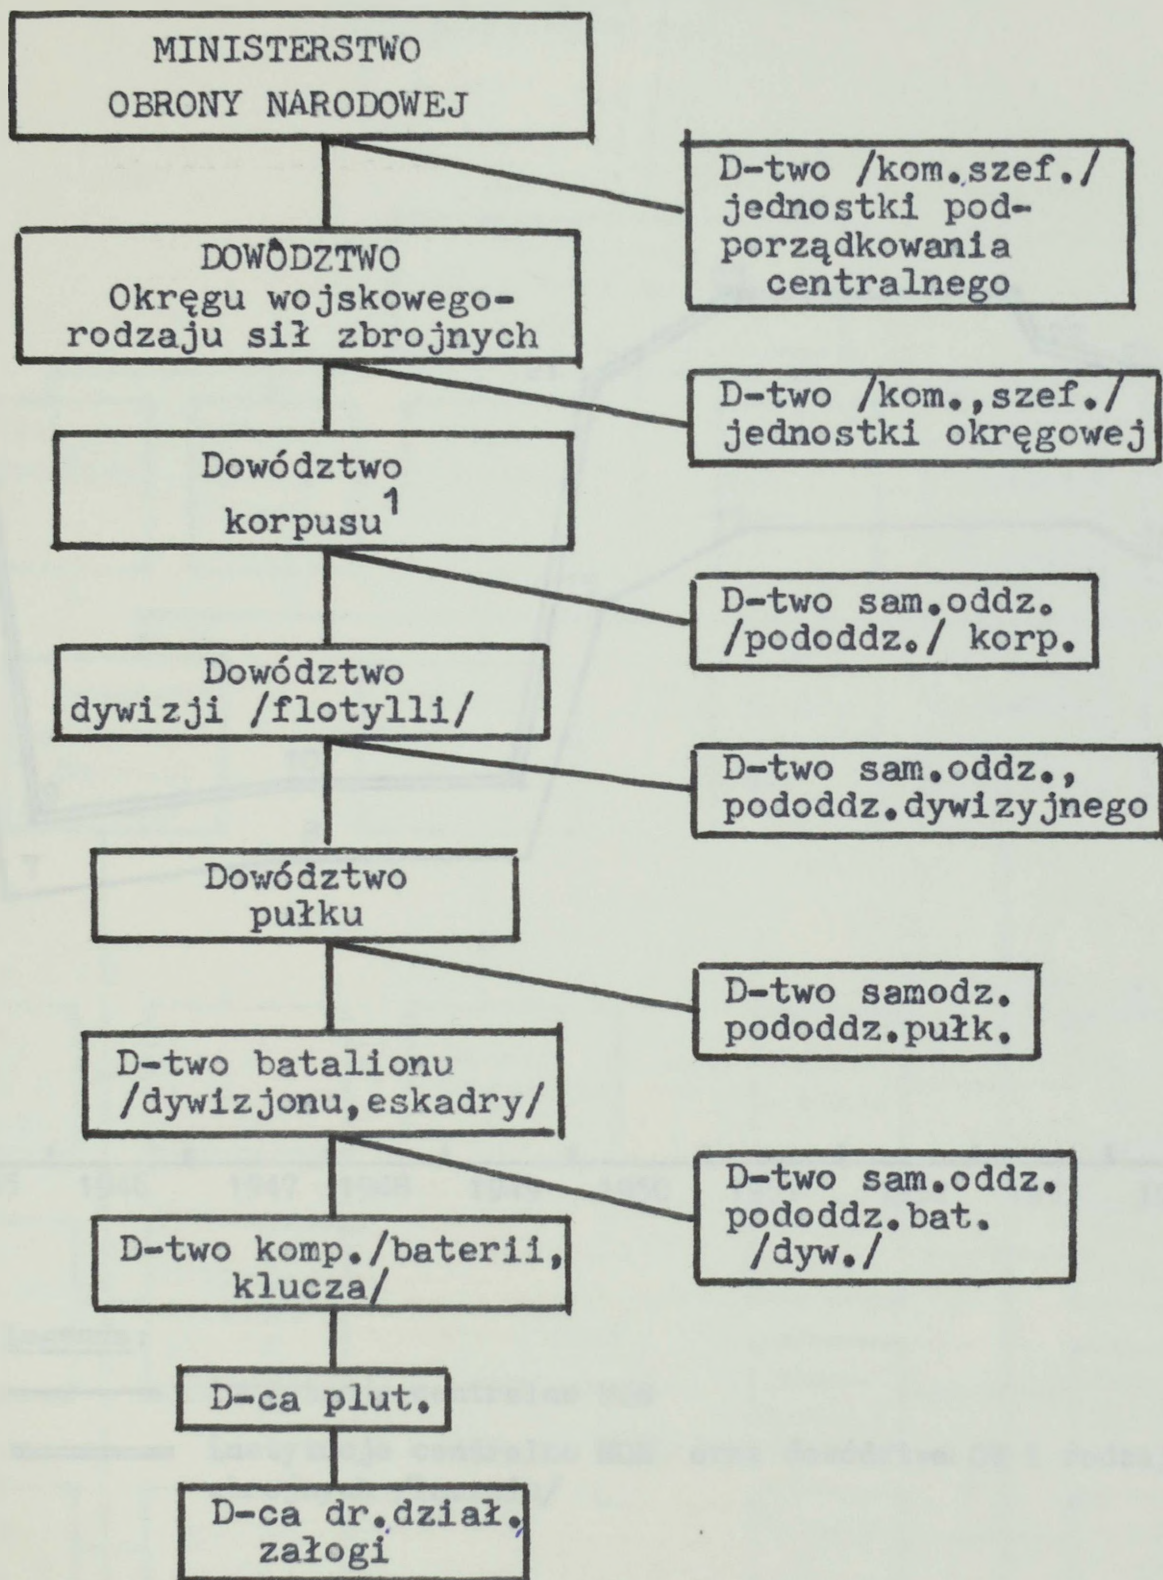 MINISTERSTWO
OBRONY NARODOWEJ
D-two /kom.szef./
jednostki pod-
porządkowania
centralnego
DOWÓDZTWO
Okręgu wojskowego-
rodzaju sił zbrojnych
D-two /kom.,szef./
jednostki okręgowej
Dowództwo
korpusu¹
D-two sam.oddz.
/pododdz./ korp.
Dowództwo
dywizji /flotylli/
D-two sam.oddz.,
pododdz.dywizyjnego
Dowództwo
pułku
D-two samodz.
pododdz.pułk.
D-two batalionu
/dywizjonu,eskadry/
D-two sam.oddz.
pododdz.bat.
/dyw./
D-two komp./baterii,
klucza/
D-ca plut.
D-ca dr.dział.,
załogi
1946 1947 1948